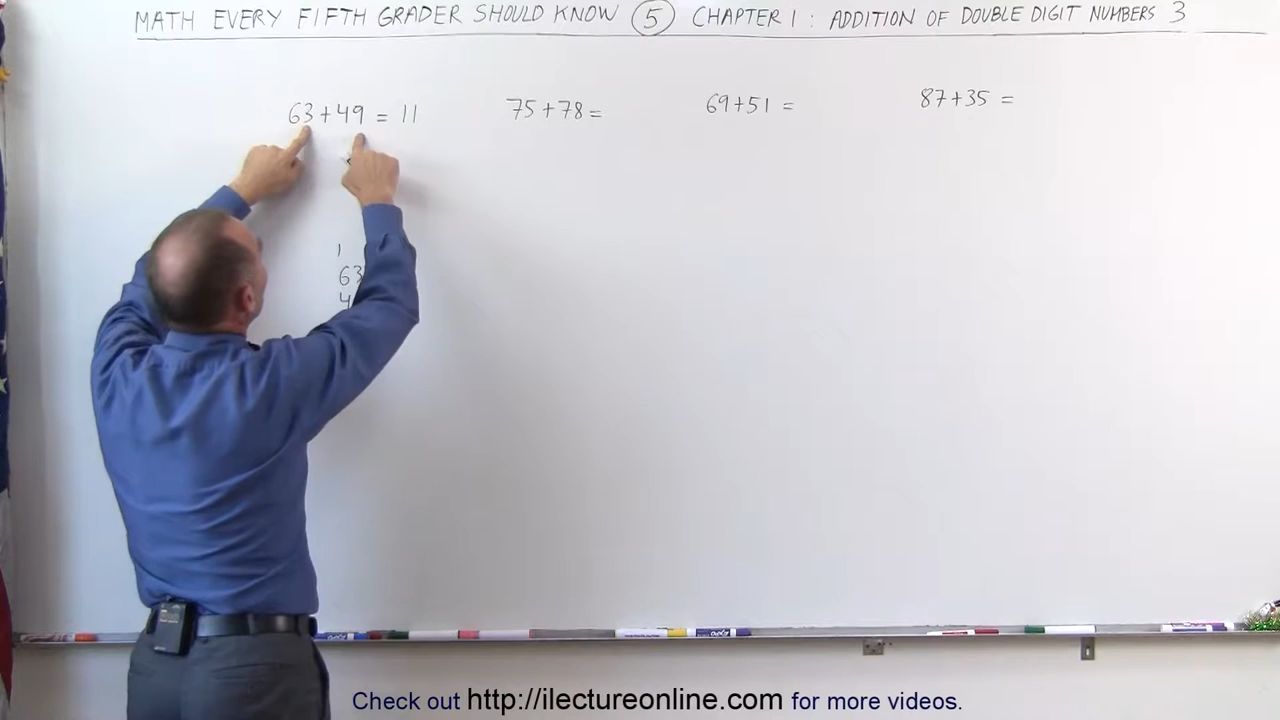 MATH EVERY FIFTH GRADER SHOULD KNOW 5 CHAPTER 1 : ADDITION OF DOUBLE DIGIT NUMBERS 3
63+49 = 11 75+78= 69+51 = 87+35 =
1
63
4
Check out http://ilectureonline.com for more videos.